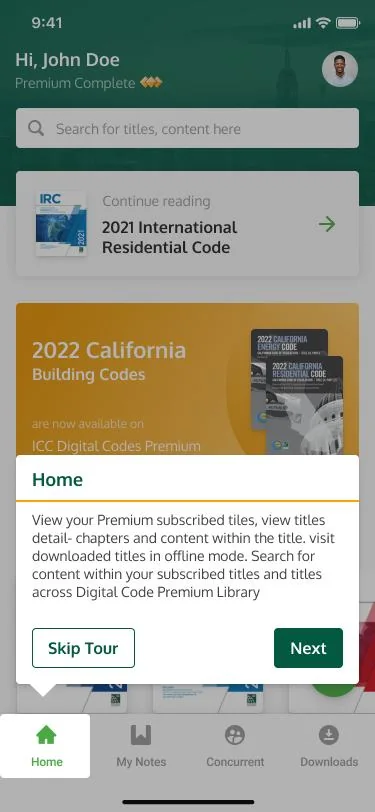 9:41
Hi, John Doe
Premium Complete
Search for titles, content here
IRC
2021
Continue reading
2021 International
Residential Code
2022 California
Building Codes
are now available on
ICC Digital Codes Premium
2022 CALIFORNIA
ENERGY CODE
2022 CALIFORNIA
RESIDENTIAL CODE
Home
View your Premium subscribed tiles, view titles
detail- chapters and content within the title. visit
downloaded titles in offline mode. Search for
content within your subscribed titles and titles
across Digital Code Premium Library
Skip Tour
Next
Home
My Notes
Concurrent
Downloads